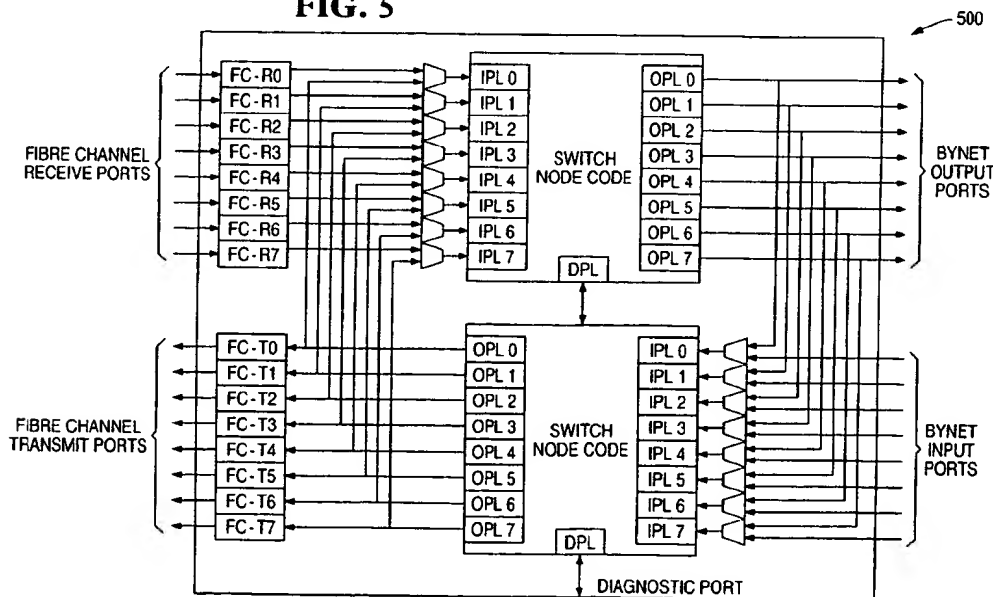 FIG. 5
500
FIBRE CHANNEL
RECEIVE PORTS
FC-R0
FC-R1
FC-R2
FC-R3
FC-R4
FC-R5
FC-R6
FC-R7
IPL 0
IPL 1
IPL 2
IPL 3
IPL 4
IPL 5
IPL 6
IPL 7
SWITCH
NODE CODE
DPL
OPL 0
OPL 1
OPL 2
OPL 3
OPL 4
OPL 5
OPL 6
OPL 7
BYNET
OUTPUT
PORTS
FIBRE CHANNEL
TRANSMIT PORTS
FC-T0
FC-T1
FC-T2
FC-T3
FC-T4
FC-T5
FC-T6
FC-T7
OPL 0
OPL 1
OPL 2
OPL 3
OPL 4
OPL 5
OPL 6
OPL 7
SWITCH
NODE CODE
DPL
IPL 0
IPL 1
IPL 2
IPL 3
IPL 4
IPL 5
IPL 6
IPL 7
BYNET
INPUT
PORTS
DIAGNOSTIC PORT